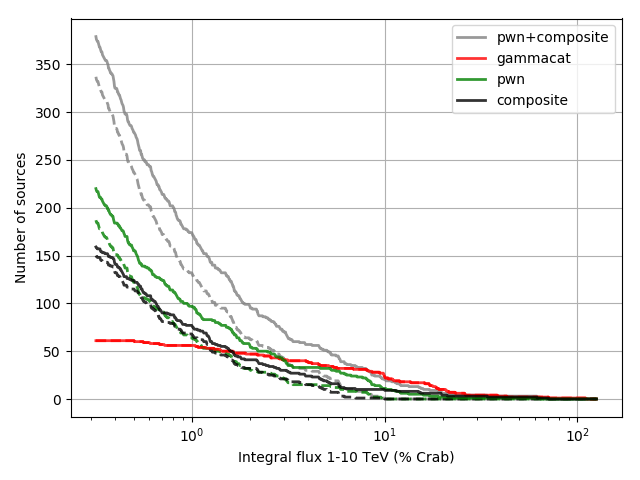 pwn+composite
gammacat
pwn
composite
350
300
250
200
150
100
50
0
Number of sources
10⁰
10¹
10²
Integral flux 1-10 TeV (% Crab)